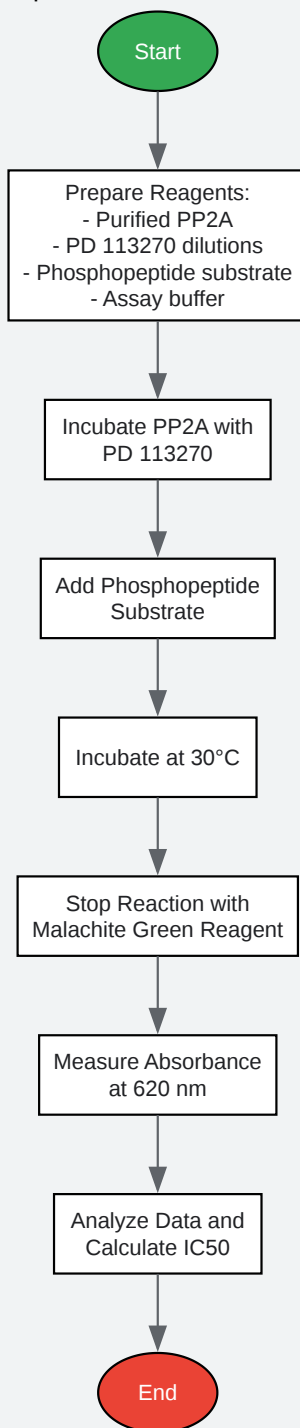 Start
Prepare Reagents:
- Purified PP2A
- PD 113270 dilutions
- Phosphopeptide substrate
- Assay buffer
Incubate PP2A with
PD 113270
Add Phosphopeptide
Substrate
Incubate at 30°C
Stop Reaction with
Malachite Green Reagent
Measure Absorbance
at 620 nm
Analyze Data and
Calculate IC50
End